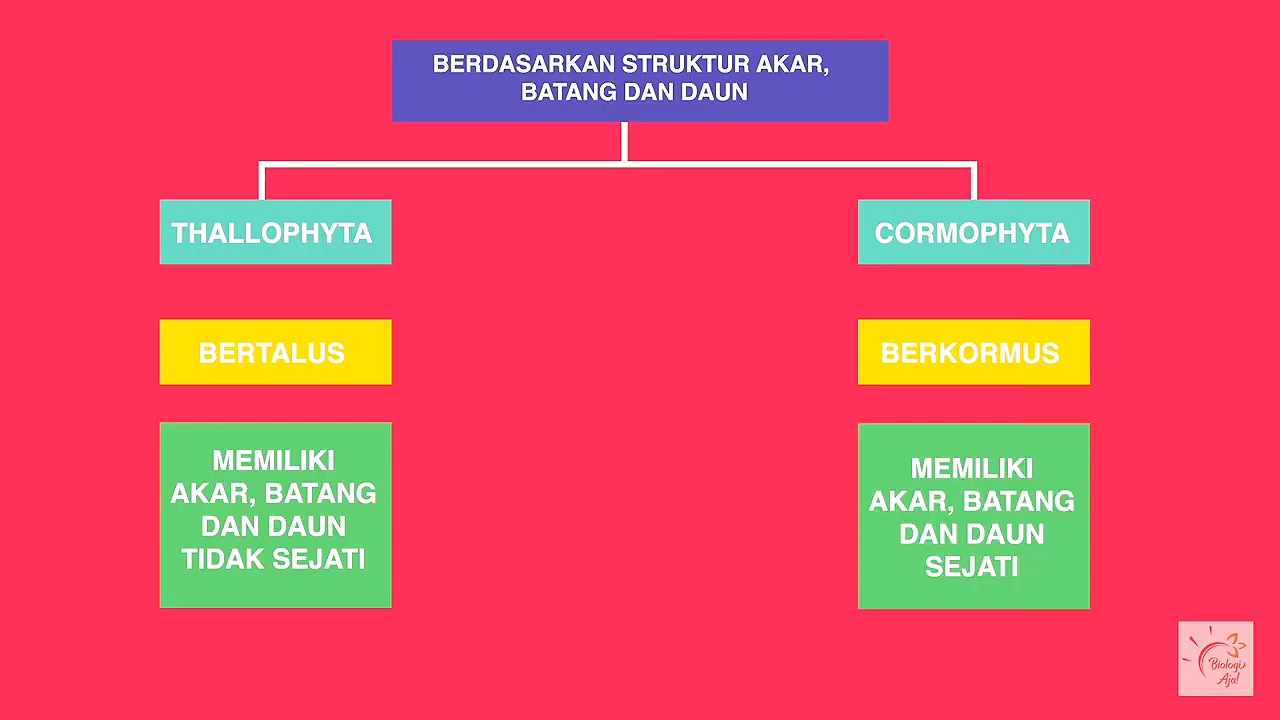 BERDASARKAN STRUKTUR AKAR,
BATANG DAN DAUN
THALLOPHYTA
CORMOPHYTA
BERTALUS
BERKORMUS
MEMILIKI
AKAR, BATANG
DAN DAUN
TIDAK SEJATI
MEMILIKI
AKAR, BATANG
DAN DAUN
SEJATI
Biologi
Aja!